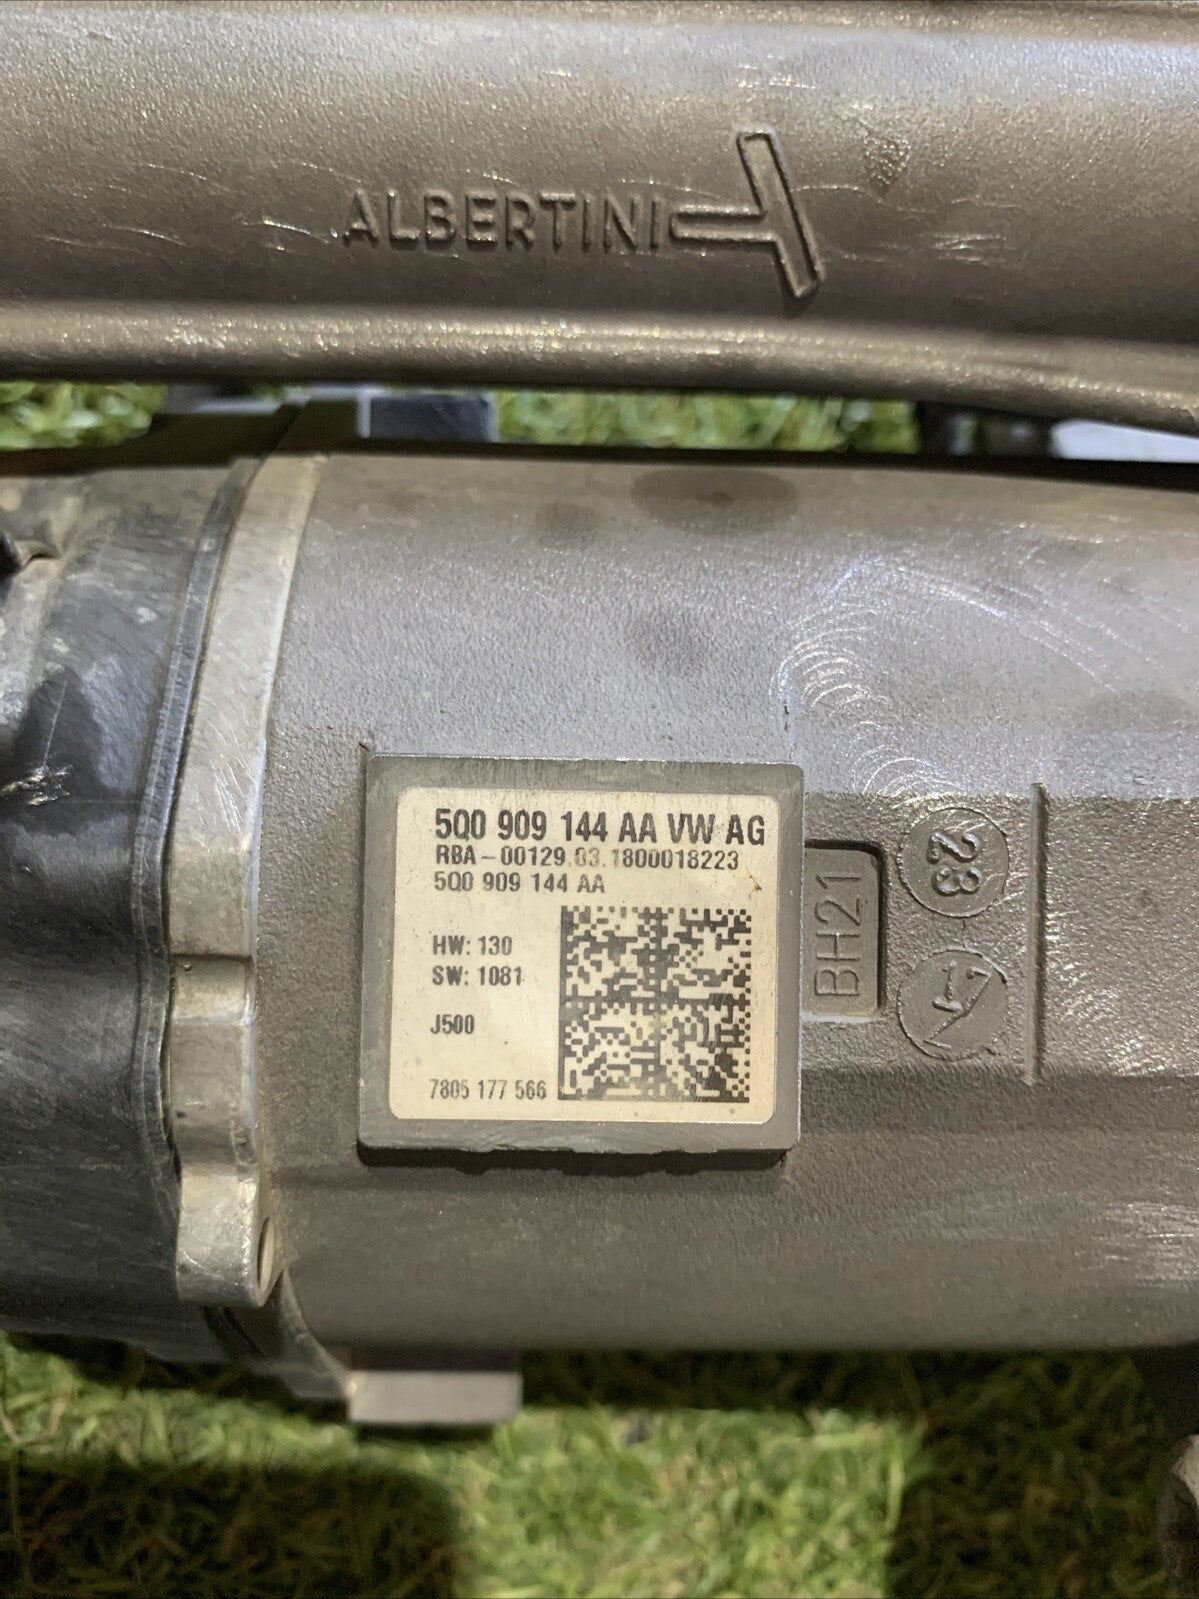 ALBERTINI
5Q0 909 144 AA VW AG
RBA-00129.03.1800018223
5Q0 909 144 AA
HW: 130
SW: 1081
J500
7805 177 566
BH21
23
17